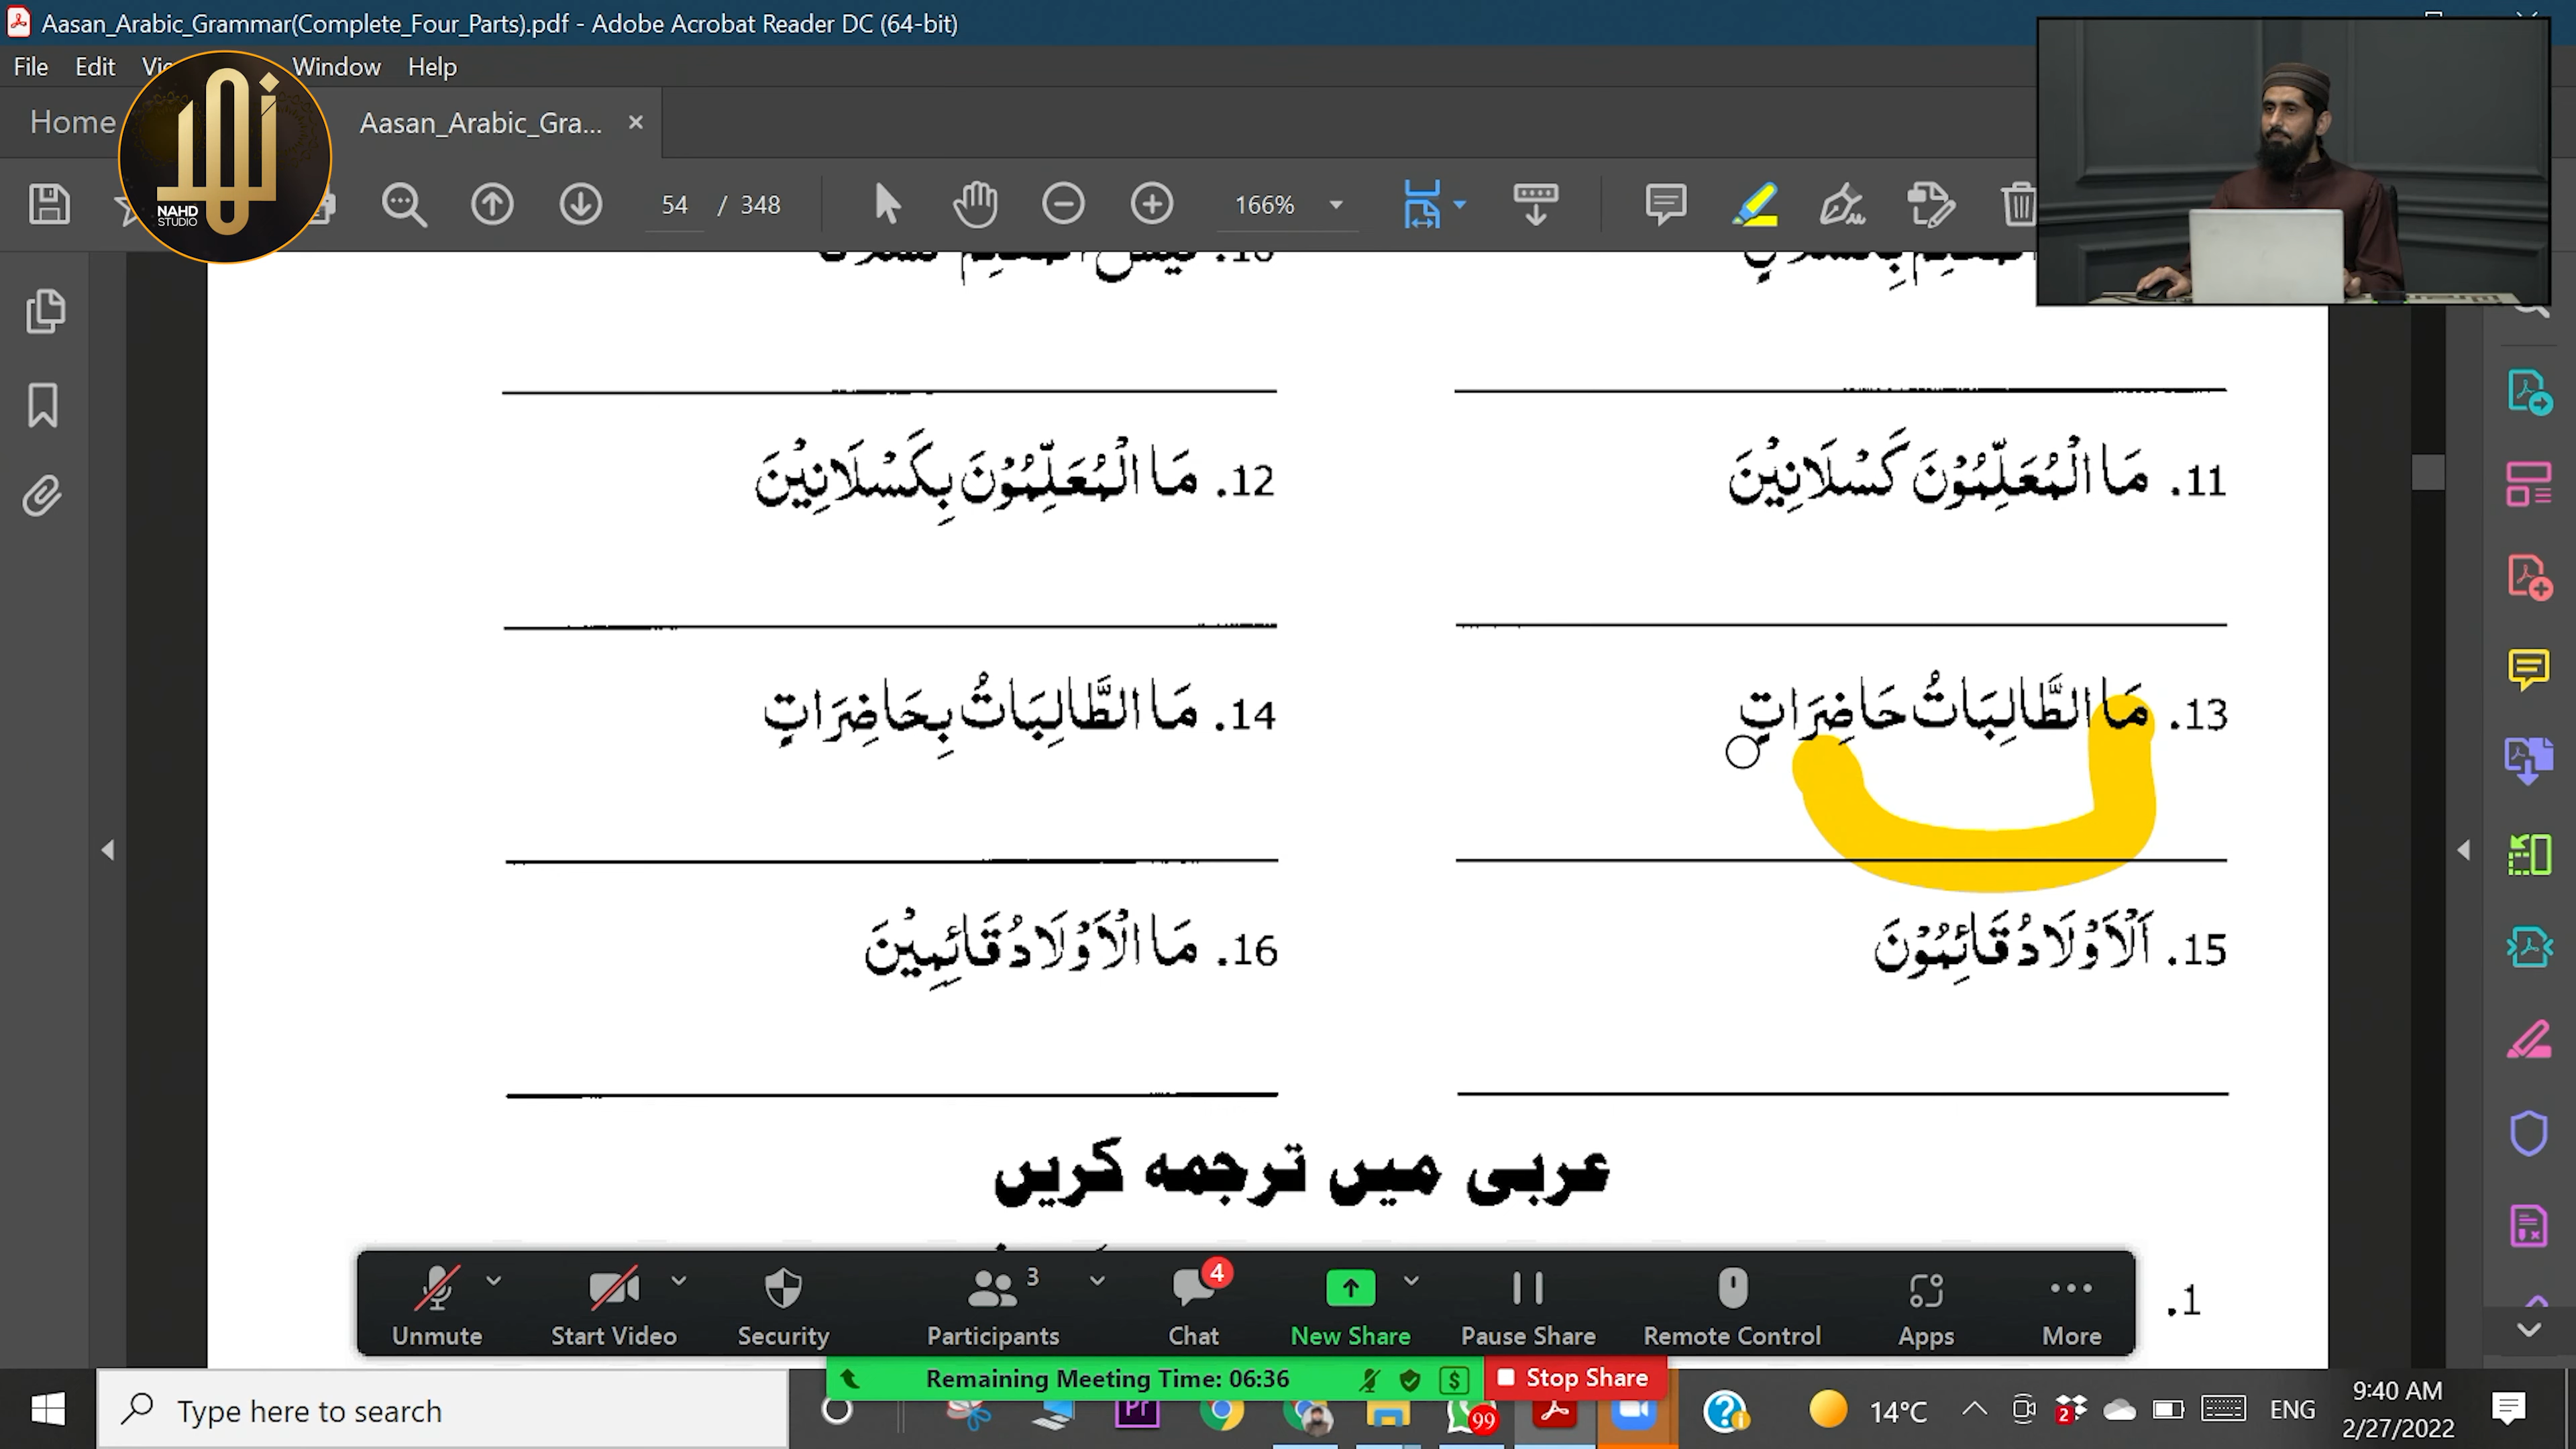 Aasan_Arabic_Grammar(Complete_Four_Parts).pdf - Adobe Acrobat Reader DC (64-bit)
File Edit Window Help
Home Aasan_Arabic_Gra...
NAHD
STUDIO
54 / 348 166%
11. مَا الْمُعَلِّمُوْنَ كَسْلَانِيْنَ
12. مَا الْمُعَلِّمُوْنَ بِكَسْلَانِيْنَ
13. مَا الطَّالِبَاتُ حَاضِرَاتٍ
14. مَا الطَّالِبَاتُ بِحَاضِرَاتٍ
15. اَلْاَوْلَادُ قَائِمُوْنَ
16. مَا الْاَوْلَادُ قَائِمِيْنَ
عربی میں ترجمہ کریں
.1
3 4
Unmute Start Video Security Participants Chat New Share Pause Share Remote Control Apps More
Remaining Meeting Time: 06:36 Stop Share
Type here to search Pr 99 14°C 2 ENG 9:40 AM
2/27/2022